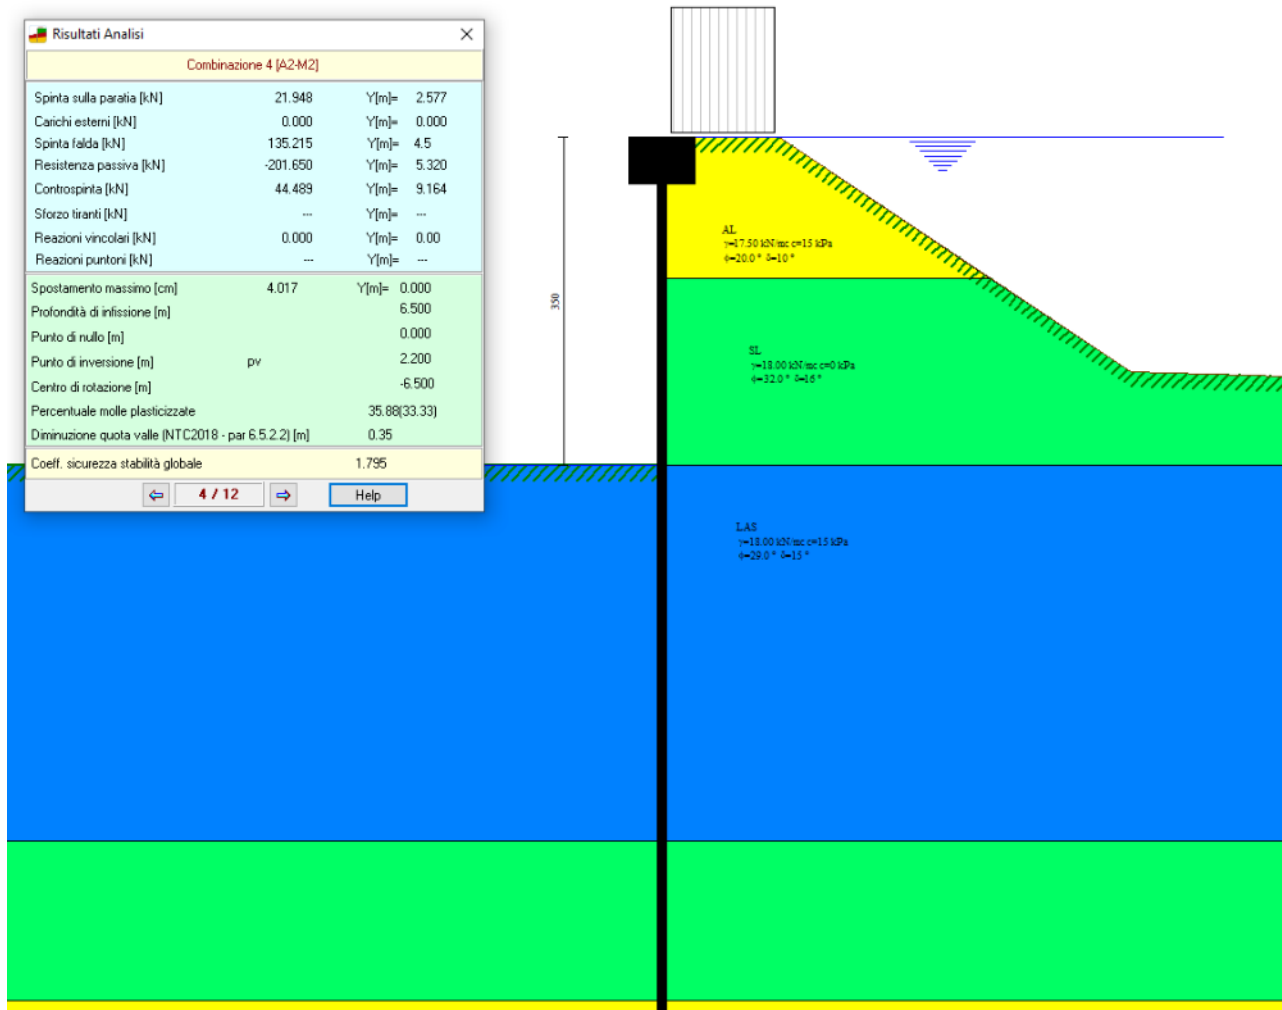 Risultati Analisi
Combinazione 4 [A2-M2]
Spinta sulla paratia [kN] 21.948 Y[m]= 2.577
Carichi esterni [kN] 0.000 Y[m]= 0.000
Spinta falda [kN] 135.215 Y[m]= 4.5
Resistenza passiva [kN] -201.650 Y[m]= 5.320
Controspinta [kN] 44.489 Y[m]= 9.164
Sforzo tiranti [kN] --- Y[m]= ---
Reazioni vincolari [kN] 0.000 Y[m]= 0.00
Reazioni puntoni [kN] --- Y[m]= ---
Spostamento massimo [cm] 4.017 Y[m]= 0.000
Profondità di infissione [m] 6.500
Punto di nullo [m] 0.000
Punto di inversione [m] pv 2.200
Centro di rotazione [m] -6.500
Percentuale molle plasticizzate 35.88(33.33)
Diminuzione quota valle (NTC2018 - par 6.5.2.2) [m] 0.35
Coeff. sicurezza stabilità globale 1.795
4 / 12 Help
350
AL
γ=17.50 kN/mc c=15 kPa
ϕ=20.0 ° δ=10 °
SL
γ=18.00 kN/mc c=0 kPa
ϕ=32.0 ° δ=16 °
LAS
γ=18.00 kN/mc c=15 kPa
ϕ=29.0 ° δ=15 °